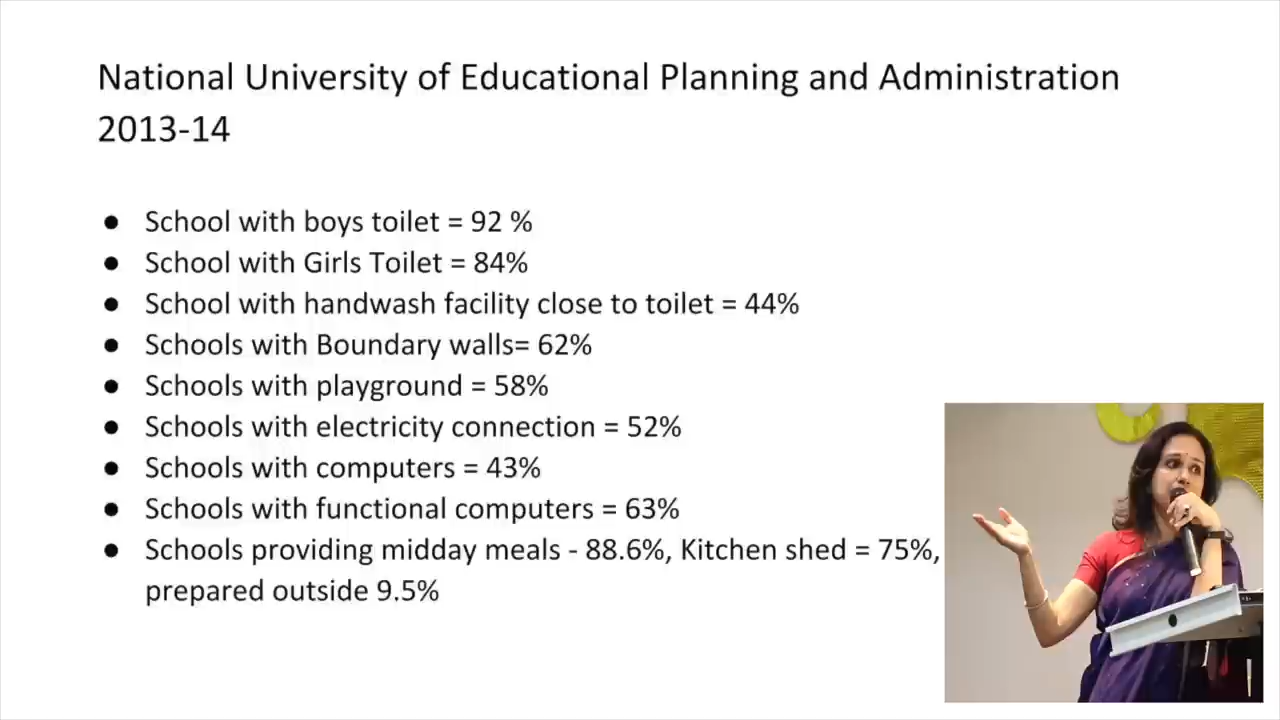 National University of Educational Planning and Administration
2013-14
● School with boys toilet = 92 %
● School with Girls Toilet = 84%
● School with handwash facility close to toilet = 44%
● Schools with Boundary walls= 62%
● Schools with playground = 58%
● Schools with electricity connection = 52%
● Schools with computers = 43%
● Schools with functional computers = 63%
● Schools providing midday meals - 88.6%, Kitchen shed = 75%,
prepared outside 9.5%